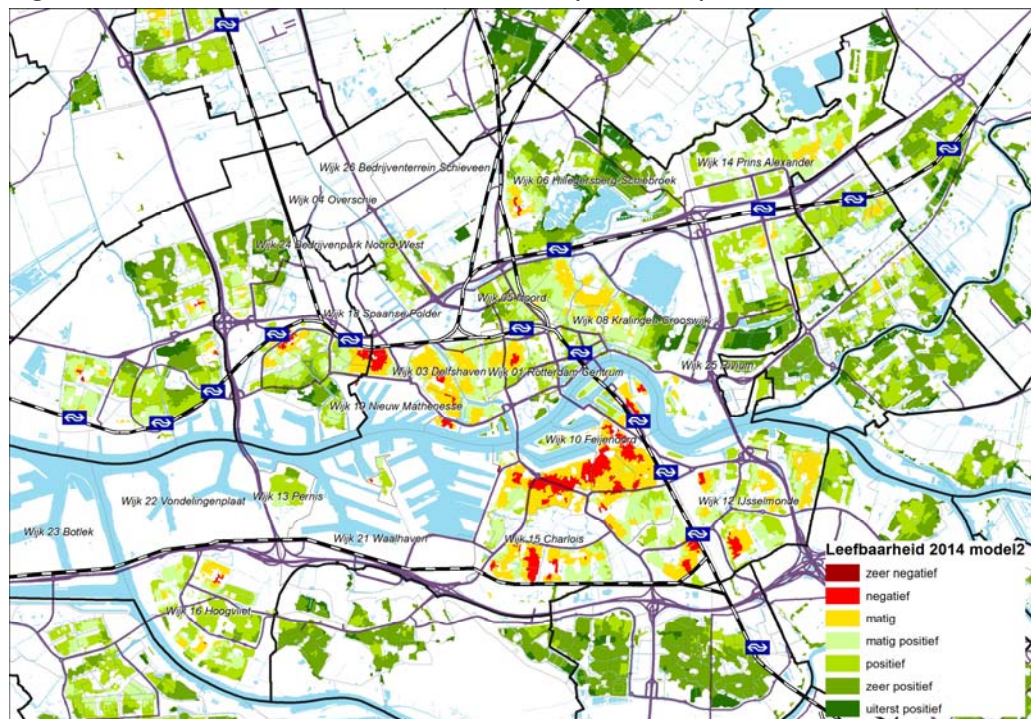 Wijk 14 Prins Alexander
Wijk 26 Bedrijventerrein Schieveen
Wijk 06 Hillegersberg-Schiebroek
Wijk 04 Overschie
Wijk 24 Bedrijvenpark Noord-West
Wijk 05 Noord
Wijk 18 Spaanse Polder
Wijk 08 Kralingen-Crooswijk
Wijk 03 Delfshaven
Wijk 01 Rotterdam Centrum
Wijk 25 Rivium
Wijk 19 Nieuw Mathenesse
Wijk 10 Feijenoord
Wijk 22 Vondelingenplaat
Wijk 13 Pernis
Wijk 12 IJsselmonde
Wijk 23 Botlek
Wijk 21 Waalhaven
Wijk 15 Charlois
Wijk 16 Hoogvliet
Leefbaarheid 2014 model2
zeer negatief
negatief
matig
matig positief
positief
zeer positief
uiterst positief